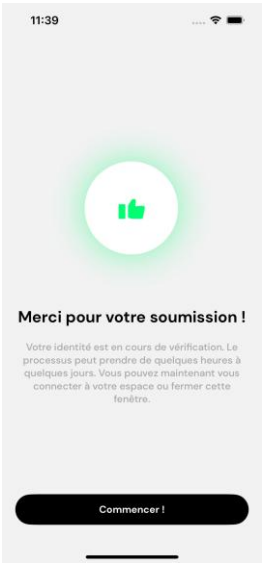 11:39
Merci pour votre soumission !
Votre identité est en cours de vérification. Le
processus peut prendre de quelques heures à
quelques jours. Vous pouvez maintenant vous
connecter à votre espace ou fermer cette
fenêtre.
Commencer !